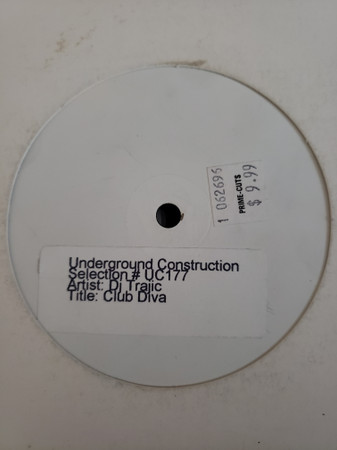 1 062695
PRIME-CUTS
$ 9.99
Underground Construction
Selection # UC177
Artist: Dj Trajic
Title: Club Diva